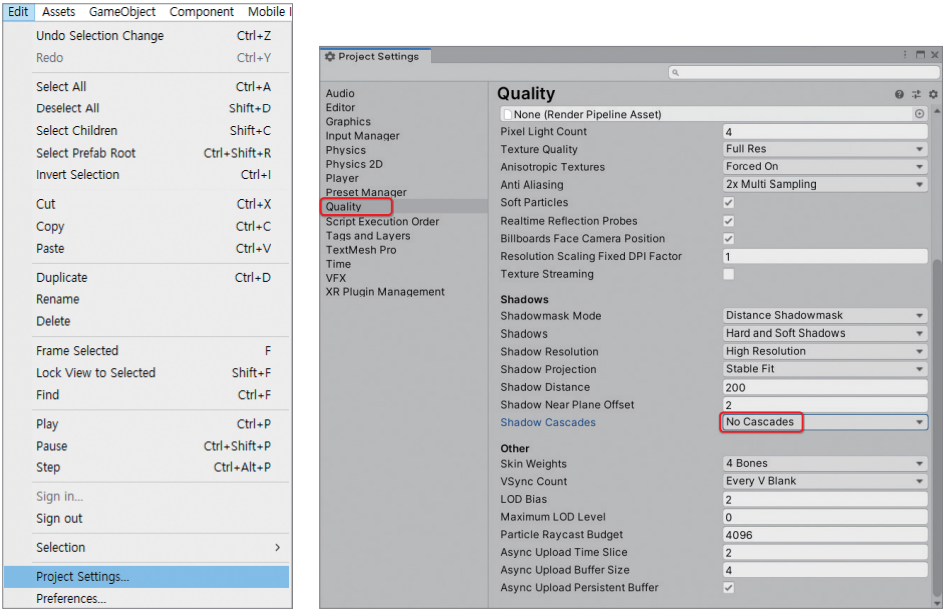 Edit Assets GameObject Component Mobile
Undo Selection Change Ctrl+Z
Redo Ctrl+Y
Select All Ctrl+A
Deselect All Shift+D
Select Children Shift+C
Select Prefab Root Ctrl+Shift+R
Invert Selection Ctrl+I
Cut Ctrl+X
Copy Ctrl+C
Paste Ctrl+V
Duplicate Ctrl+D
Rename
Delete
Frame Selected F
Lock View to Selected Shift+F
Find Ctrl+F
Play Ctrl+P
Pause Ctrl+Shift+P
Step Ctrl+Alt+P
Sign in...
Sign out
Selection >
Project Settings...
Preferences...
Project Settings
Audio
Editor
Graphics
Input Manager
Physics
Physics 2D
Player
Preset Manager
Quality
Script Execution Order
Tags and Layers
TextMesh Pro
Time
VFX
XR Plugin Management
Quality
None (Render Pipeline Asset)
Pixel Light Count 4
Texture Quality Full Res
Anisotropic Textures Forced On
Anti Aliasing 2x Multi Sampling
Soft Particles
Realtime Reflection Probes
Billboards Face Camera Position
Resolution Scaling Fixed DPI Factor 1
Texture Streaming
Shadows
Shadowmask Mode Distance Shadowmask
Shadows Hard and Soft Shadows
Shadow Resolution High Resolution
Shadow Projection Stable Fit
Shadow Distance 200
Shadow Near Plane Offset 2
Shadow Cascades No Cascades
Other
Skin Weights 4 Bones
VSync Count Every V Blank
LOD Bias 2
Maximum LOD Level 0
Particle Raycast Budget 4096
Async Upload Time Slice 2
Async Upload Buffer Size 4
Async Upload Persistent Buffer